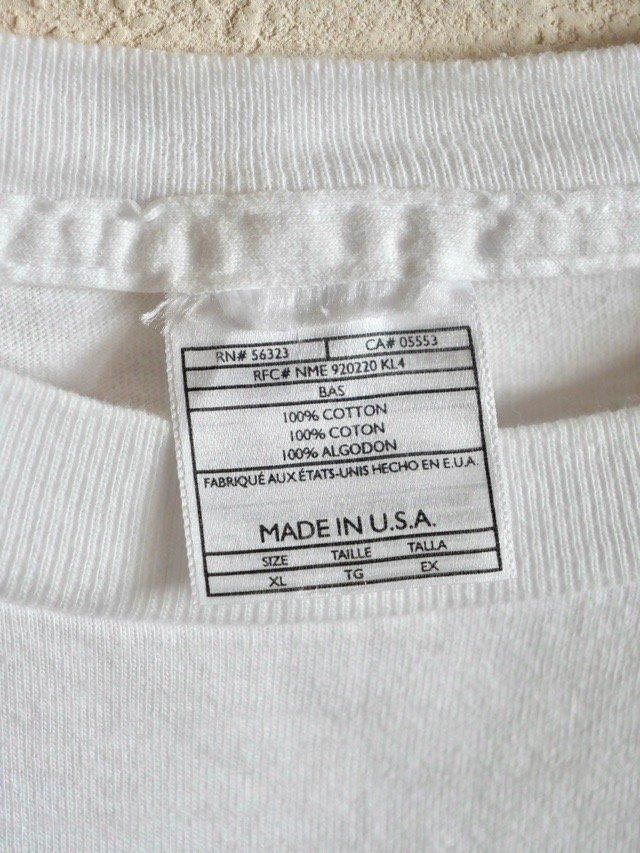 RN# 56323 CA# 05553
RFC# NME 920220 KL4
BAS
100% COTTON
100% COTON
100% ALGODON
FABRIQUÉ AUX ÉTATS-UNIS HECHO EN E.U.A.
MADE IN U.S.A.
SIZE TAILLE TALLA
XL TG EX